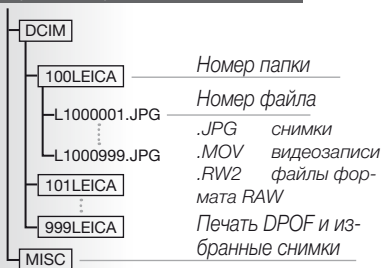 DCIM
100LEICA
Номер папки
Номер файла
L1000001.JPG
.JPG снимки
.MOV видеозаписи
L1000999.JPG
.RW2 файлы фор-
мата RAW
101LEICA
999LEICA
Печать DPOF и из-
бранные снимки
MISC